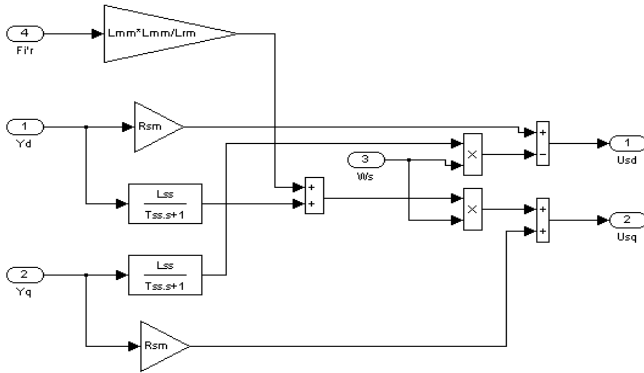 4
Fi'r
Lmm*Lmm/Lrm
1
Yd
Rsm
+
−
1
Usd
3
Ws
×
Lss
Tss.s+1
+
+
×
+
+
2
Usq
2
Yq
Lss
Tss.s+1
Rsm